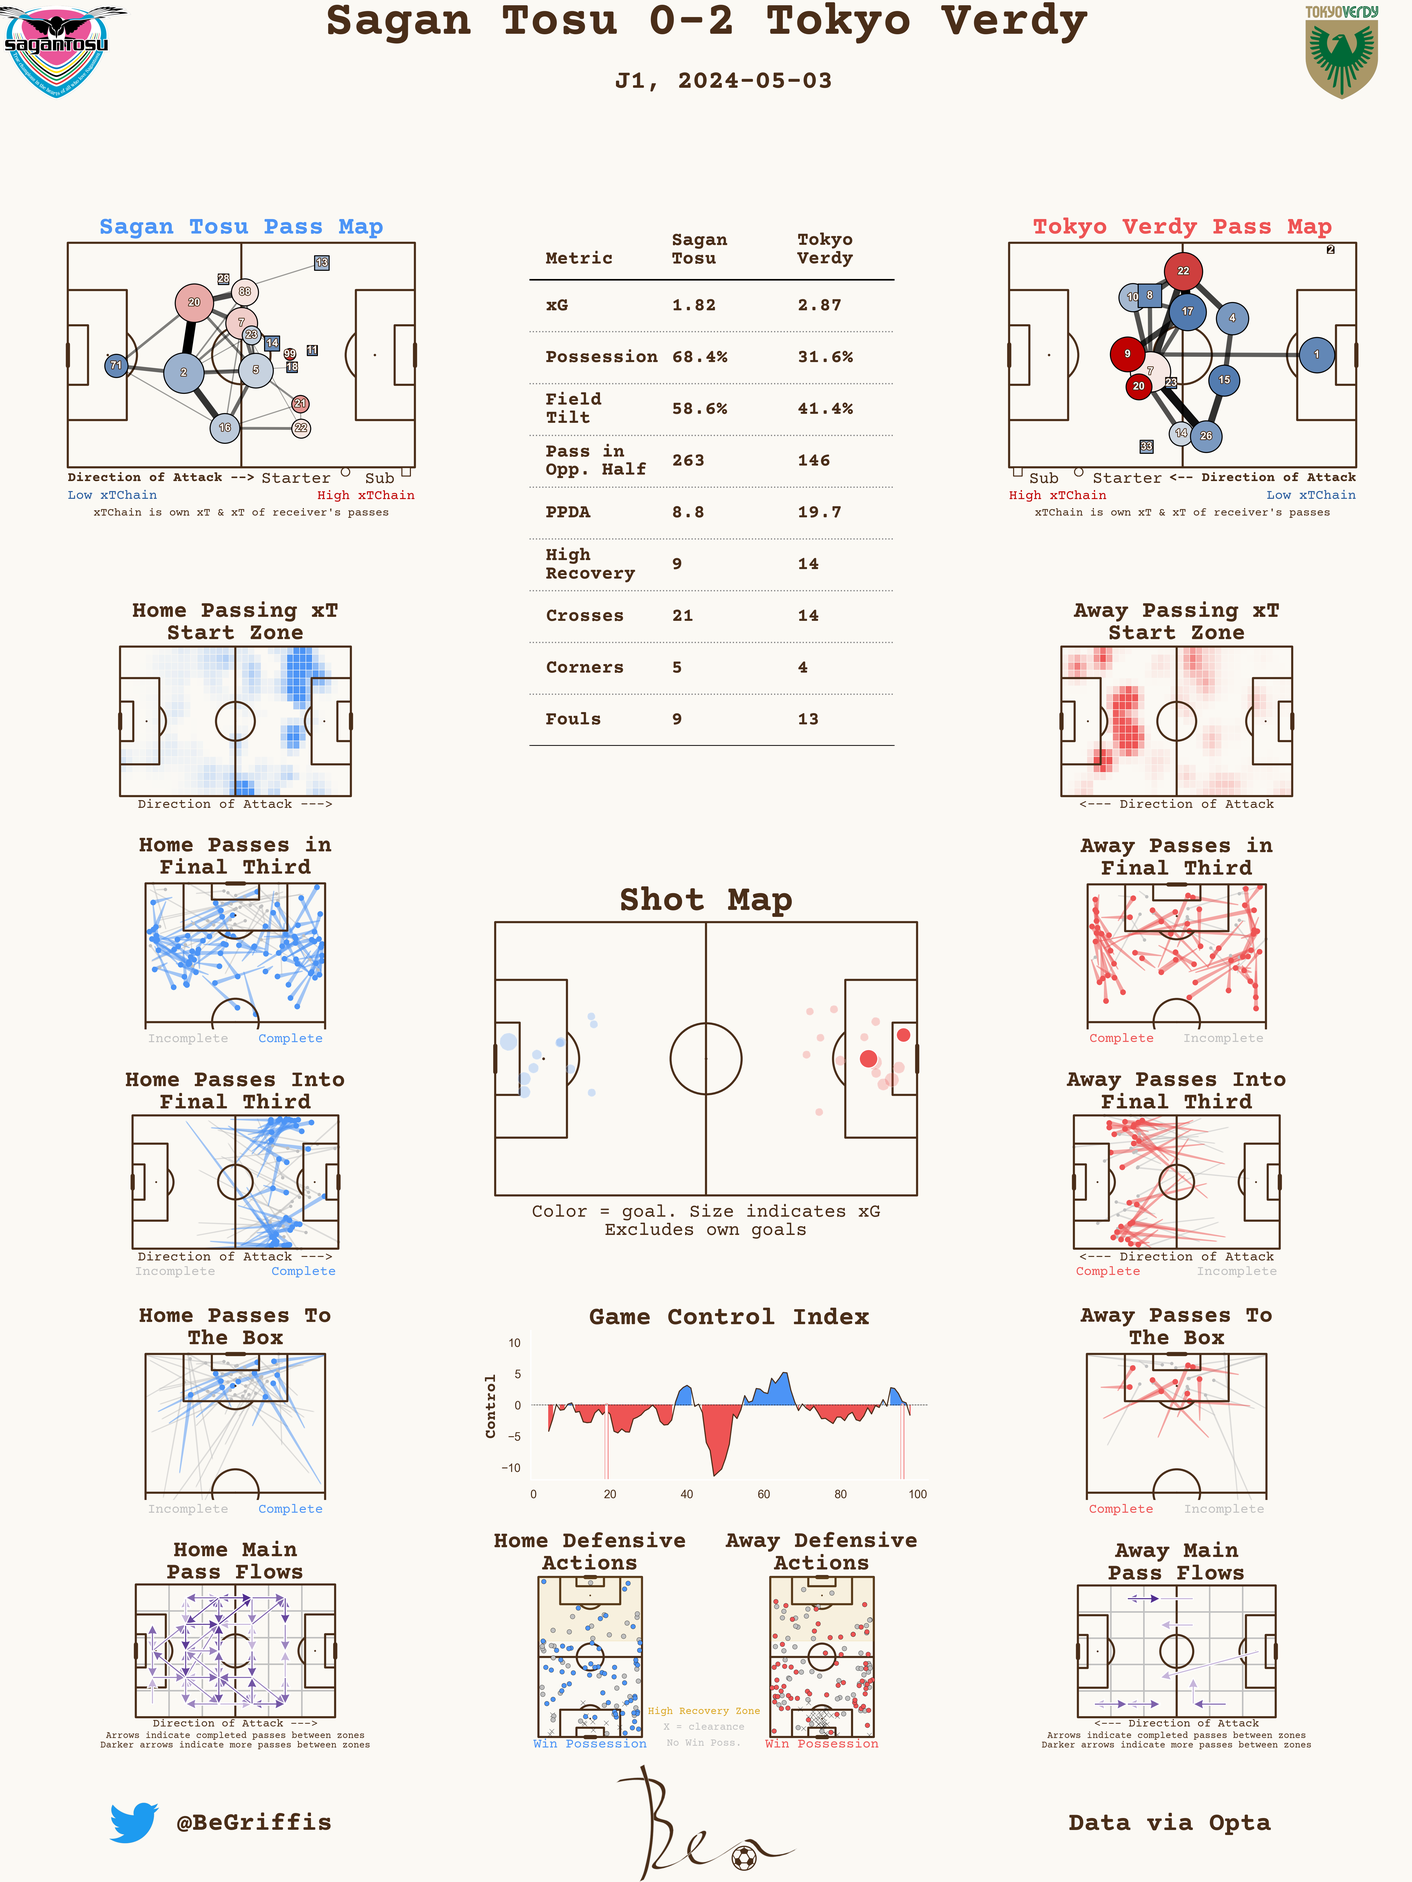 Sagan Tosu 0-2 Tokyo Verdy
J1, 2024-05-03
saganTosu
TOKYOVERDY
Sagan Tosu Pass Map
13
28
88
20
7
23
14
99
11
18
71
2
5
21
16
22
Direction of Attack --> Starter Sub
Low xTChain High xTChain
xTChain is own xT & xT of receiver's passes
Metric Sagan Tosu Tokyo Verdy
xG 1.82 2.87
Possession 68.4% 31.6%
Field Tilt 58.6% 41.4%
Pass in Opp. Half 263 146
PPDA 8.8 19.7
High Recovery 9 14
Crosses 21 14
Corners 5 4
Fouls 9 13
Tokyo Verdy Pass Map
2
22
10
8
17
4
9
1
7
20
23
15
14
26
33
Sub Starter <-- Direction of Attack
High xTChain Low xTChain
xTChain is own xT & xT of receiver's passes
Home Passing xT
Start Zone
Direction of Attack --->
Away Passing xT
Start Zone
<--- Direction of Attack
Home Passes in
Final Third
Incomplete Complete
Away Passes in
Final Third
Complete Incomplete
Shot Map
Color = goal. Size indicates xG
Excludes own goals
Home Passes Into
Final Third
Direction of Attack --->
Incomplete Complete
Away Passes Into
Final Third
<--- Direction of Attack
Complete Incomplete
Home Passes To
The Box
Incomplete Complete
Game Control Index
Control
10
5
0
−5
−10
0 20 40 60 80 100
Away Passes To
The Box
Complete Incomplete
Home Main
Pass Flows
Direction of Attack --->
Arrows indicate completed passes between zones
Darker arrows indicate more passes between zones
Home Defensive
Actions
Win Possession
Away Defensive
Actions
Win Possession
High Recovery Zone
X = clearance
No Win Poss.
Away Main
Pass Flows
<--- Direction of Attack
Arrows indicate completed passes between zones
Darker arrows indicate more passes between zones
@BeGriffis
Ben
Data via Opta